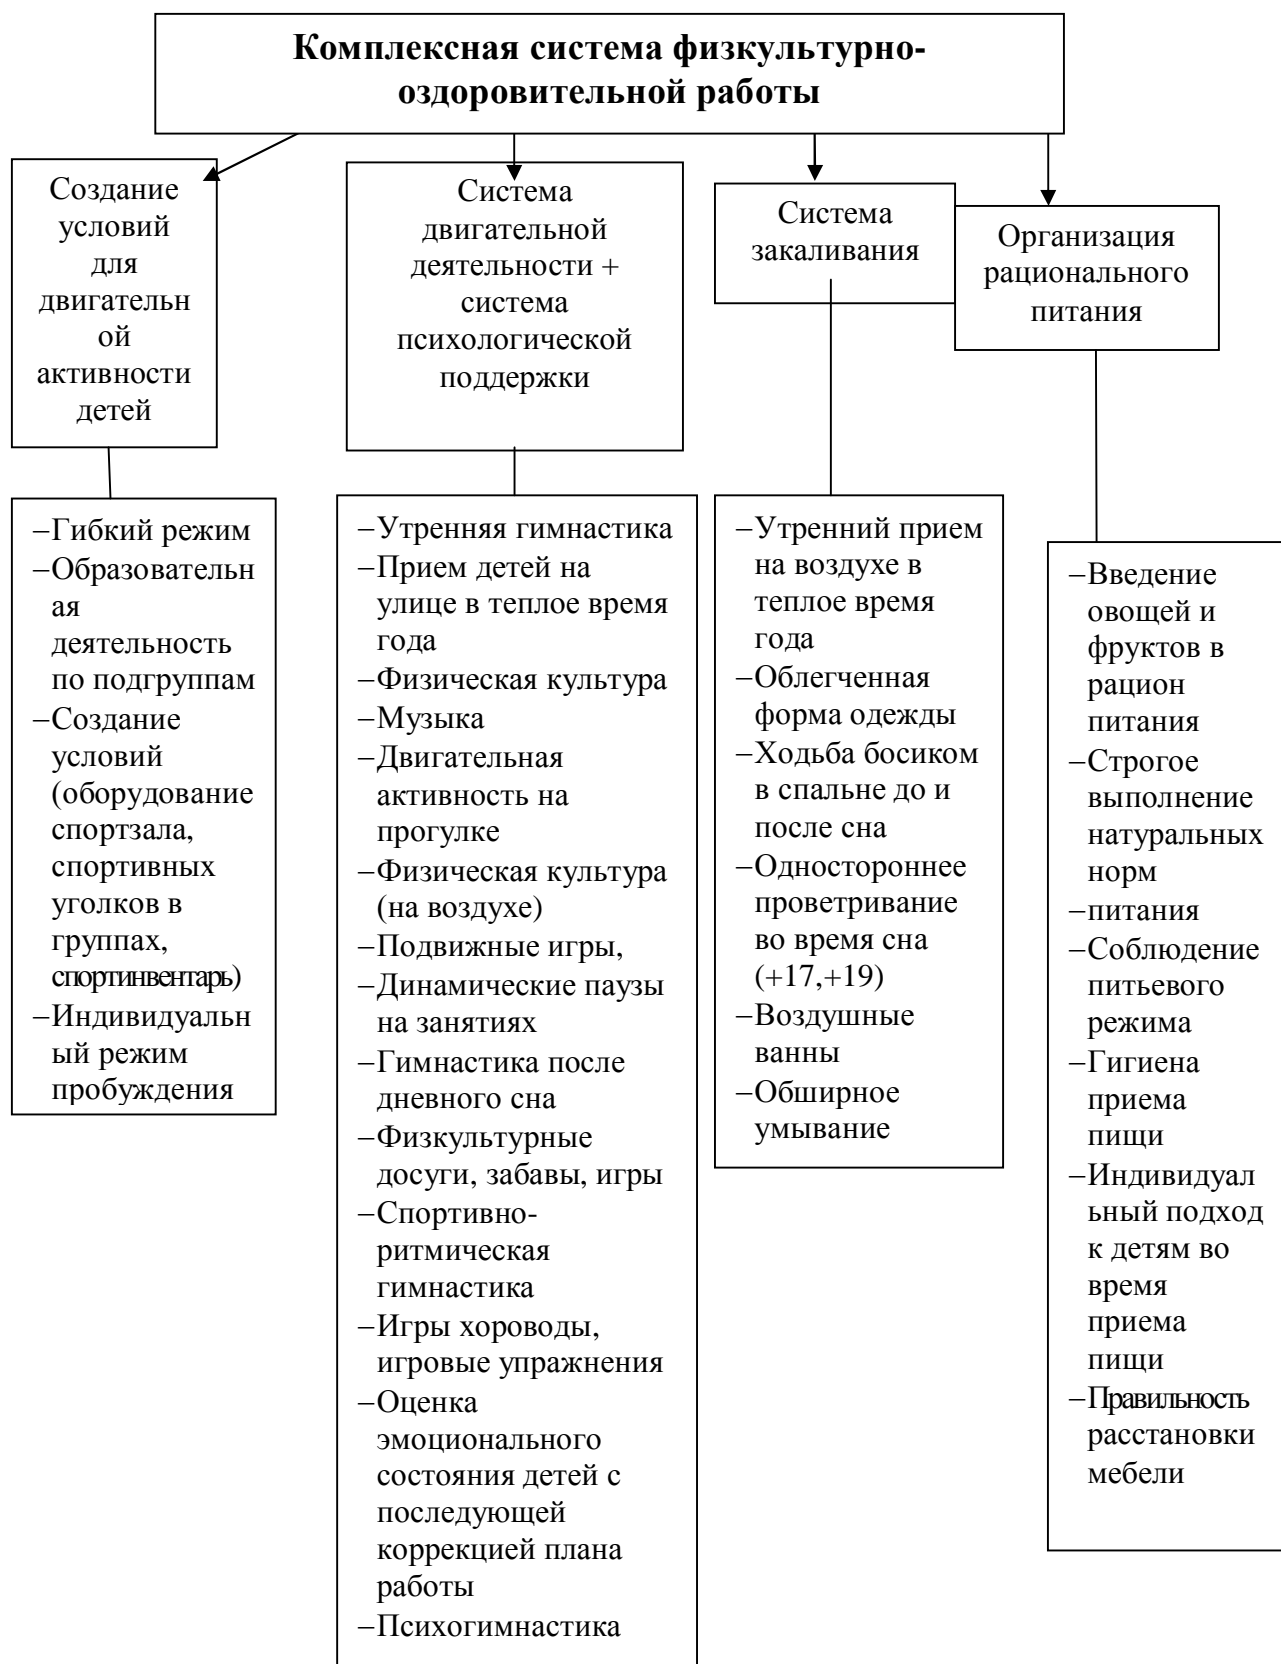 Комплексная система физкультурно-
оздоровительной работы
Создание
условий
для
двигательн
ой
активности
детей
Система
двигательной
деятельности +
система
психологической
поддержки
Система
закаливания
Организация
рационального
питания
–Гибкий режим
–Образовательн
ая
деятельность
по подгруппам
–Создание
условий
(оборудование
спортзала,
спортивных
уголков в
группах,
спортинвентарь)
–Индивидуальн
ый режим
пробуждения
–Утренняя гимнастика
–Прием детей на
улице в теплое время
года
–Физическая культура
–Музыка
–Двигательная
активность на
прогулке
–Физическая культура
(на воздухе)
–Подвижные игры,
–Динамические паузы
на занятиях
–Гимнастика после
дневного сна
–Физкультурные
досуги, забавы, игры
–Спортивно-
ритмическая
гимнастика
–Игры хороводы,
игровые упражнения
–Оценка
эмоционального
состояния детей с
последующей
коррекцией плана
работы
–Психогимнастика
–Утренний прием
на воздухе в
теплое время
года
–Облегченная
форма одежды
–Ходьба босиком
в спальне до и
после сна
–Одностороннее
проветривание
во время сна
(+17,+19)
–Воздушные
ванны
–Обширное
умывание
–Введение
овощей и
фруктов в
рацион
питания
–Строгое
выполнение
натуральных
норм
–питания
–Соблюдение
питьевого
режима
–Гигиена
приема
пищи
–Индивидуал
ьный подход
к детям во
время
приема
пищи
–Правильность
расстановки
мебели